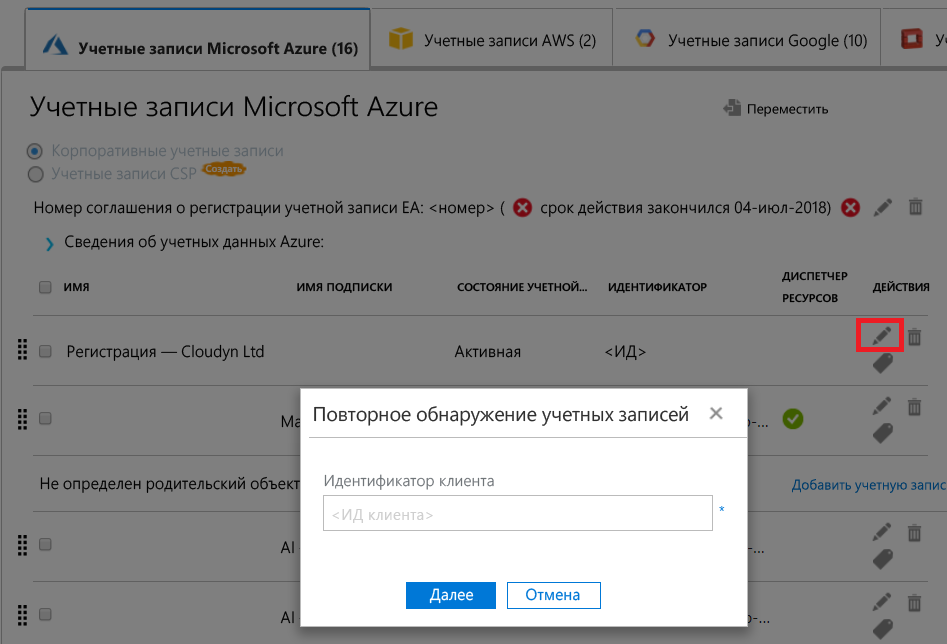 Учетные записи Microsoft Azure (16)
Учетные записи AWS (2)
Учетные записи Google (10)
Учетные записи Microsoft Azure
Переместить
Корпоративные учетные записи
Учетные записи CSP Создать
Номер соглашения о регистрации учетной записи EA: <номер> ( срок действия закончился 04-июл-2018)
Сведения об учетных данных Azure:
ИМЯ
ИМЯ ПОДПИСКИ
СОСТОЯНИЕ УЧЕТНОЙ...
ИДЕНТИФИКАТОР
ДИСПЕТЧЕР
РЕСУРСОВ
ДЕЙСТВИЯ
Регистрация — Cloudyn Ltd
Активная
<ИД>
Повторное обнаружение учетных записей
Не определен родительский объект
Добавить учетную запис
Идентификатор клиента
<ИД клиента>
*
AI
AI
Далее
Отмена